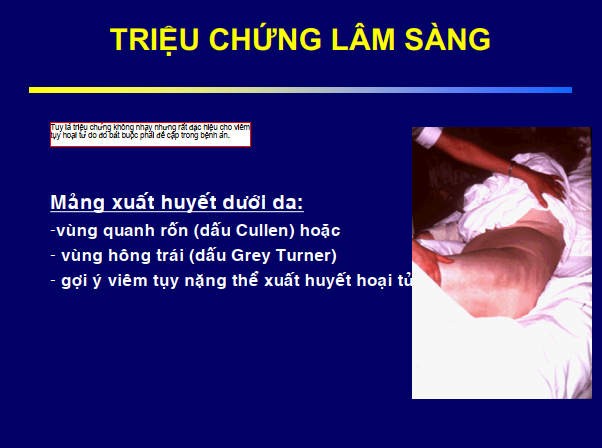 TRIỆU CHỨNG LÂM SÀNG
Tuy là triệu chứng không nhạy nhưng rất đặc hiệu cho viêm
tụy hoại tử do đó bắt buộc phải đề cập trong bệnh án.
Mảng xuất huyết dưới da:
-vùng quanh rốn (dấu Cullen) hoặc
- vùng hông trái (dấu Grey Turner)
- gợi ý viêm tụy nặng thể xuất huyết hoại tử